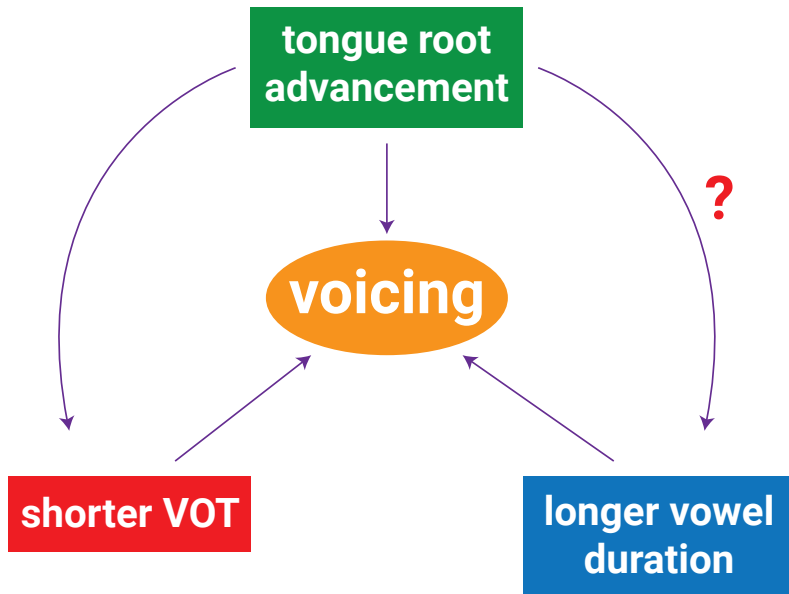 tongue root
advancement
?
voicing
shorter VOT
longer vowel
duration